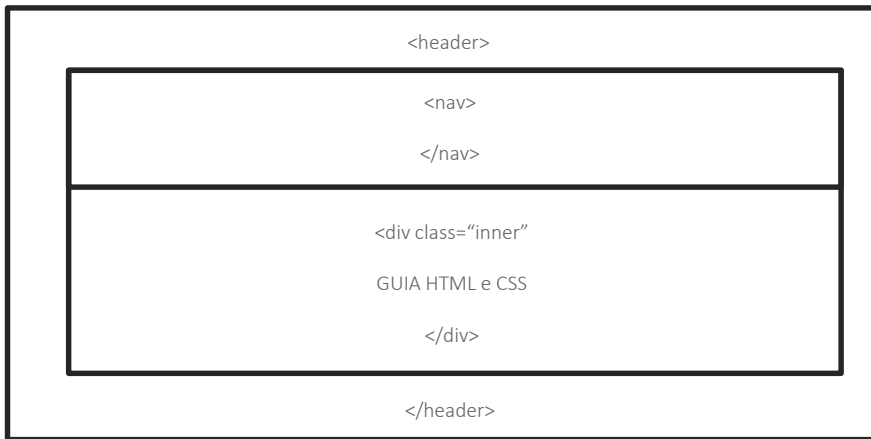 <header>
<nav>
</nav>
<div class=“inner”
GUIA HTML e CSS
</div>
</header>